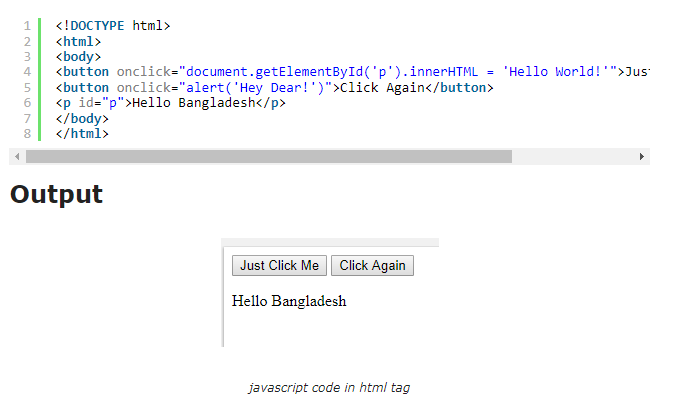 1 <!DOCTYPE html>
2 <html>
3 <body>
4 <button onclick="document.getElementById('p').innerHTML = 'Hello World!'">Jus
5 <button onclick="alert('Hey Dear!')">Click Again</button>
6 <p id="p">Hello Bangladesh</p>
7 </body>
8 </html>
Output
Just Click Me Click Again
Hello Bangladesh
javascript code in html tag